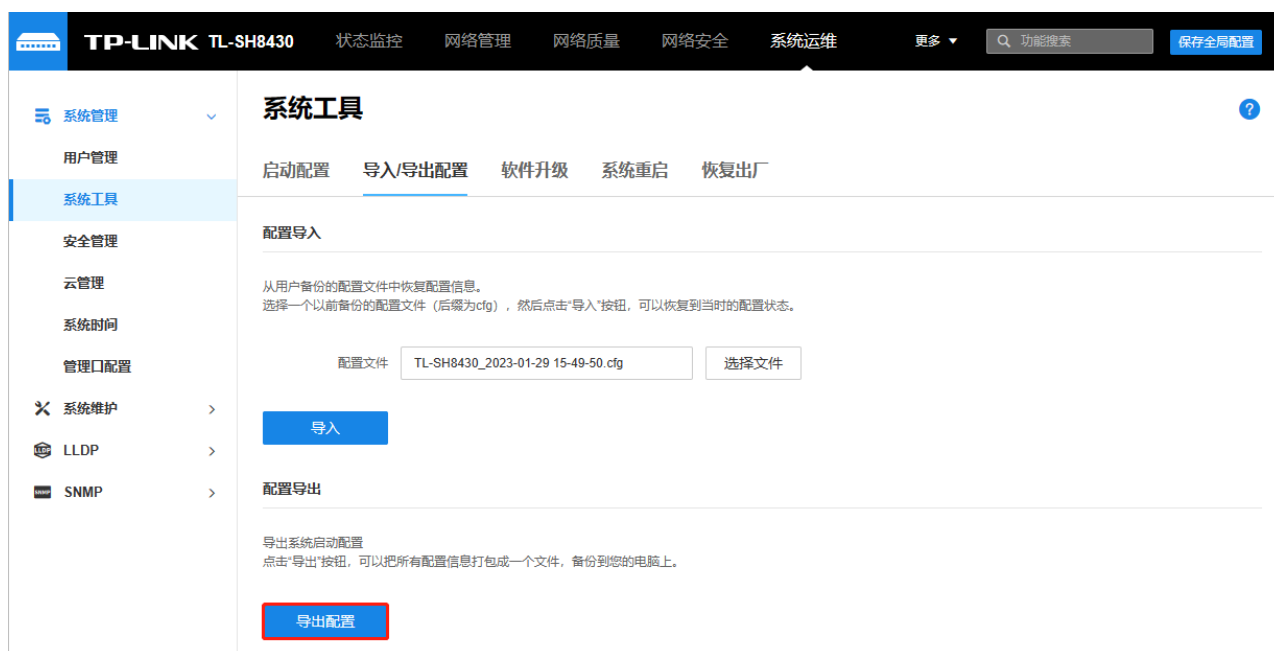 TP-LINK TL-SH8430 状态监控 网络管理 网络质量 网络安全 系统运维 更多 功能搜索 保存全局配置
系统管理
用户管理
系统工具
安全管理
云管理
系统时间
管理口配置
系统维护
LLDP LLDP
SNMP SNMP
系统工具
?
启动配置 导入/导出配置 软件升级 系统重启 恢复出厂
配置导入
从用户备份的配置文件中恢复配置信息。
选择一个以前备份的配置文件（后缀为cfg），然后点击“导入”按钮，可以恢复到当时的配置状态。
配置文件 TL-SH8430_2023-01-29 15-49-50.cfg 选择文件
导入
配置导出
导出系统启动配置
点击“导出”按钮，可以把所有配置信息打包成一个文件，备份到您的电脑上。
导出配置